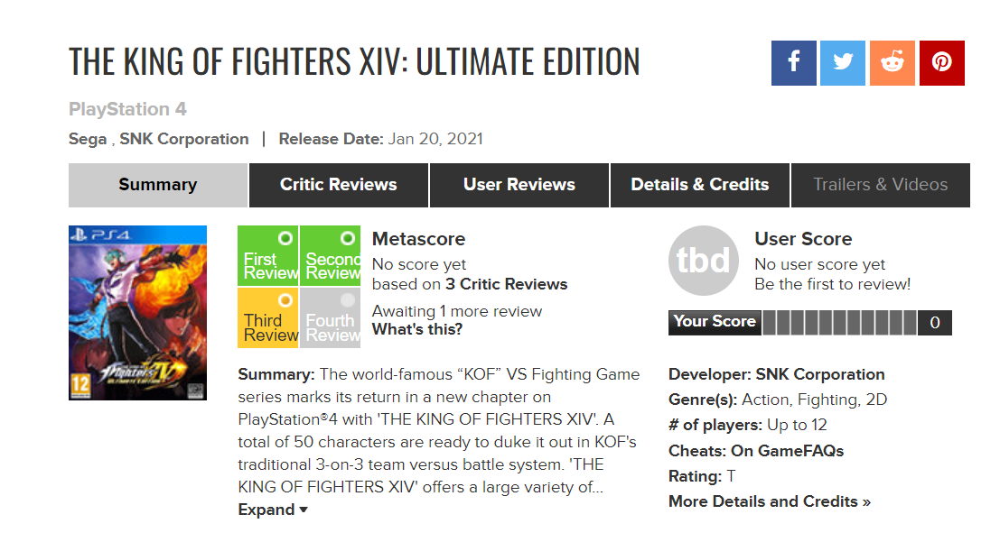 THE KING OF FIGHTERS XIV: ULTIMATE EDITION
PlayStation 4
Sega , SNK Corporation | Release Date: Jan 20, 2021
Summary
Critic Reviews
User Reviews
Details & Credits
Trailers & Videos
PS4
Fighters XIV
ULTIMATE EDITION
12
First
Review
Second
Review
Third
Review
Fourth
Review
Metascore
No score yet
based on 3 Critic Reviews
Awaiting 1 more review
What's this?
Summary: The world-famous “KOF” VS Fighting Game
series marks its return in a new chapter on
PlayStation®4 with 'THE KING OF FIGHTERS XIV'. A
total of 50 characters are ready to duke it out in KOF's
traditional 3-on-3 team versus battle system. 'THE
KING OF FIGHTERS XIV' offers a large variety of...
Expand
tbd
User Score
No user score yet
Be the first to review!
Your Score
0
Developer: SNK Corporation
Genre(s): Action, Fighting, 2D
# of players: Up to 12
Cheats: On GameFAQs
Rating: T
More Details and Credits »